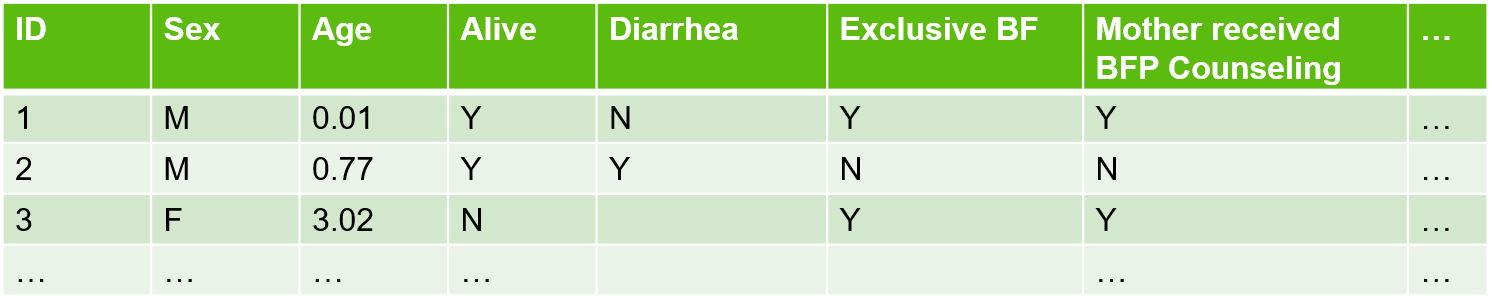 ID Sex Age Alive Diarrhea Exclusive BF Mother received BFP Counseling …
1 M 0.01 Y N Y Y …
2 M 0.77 Y Y N N …
3 F 3.02 N Y Y …
… … … … … …